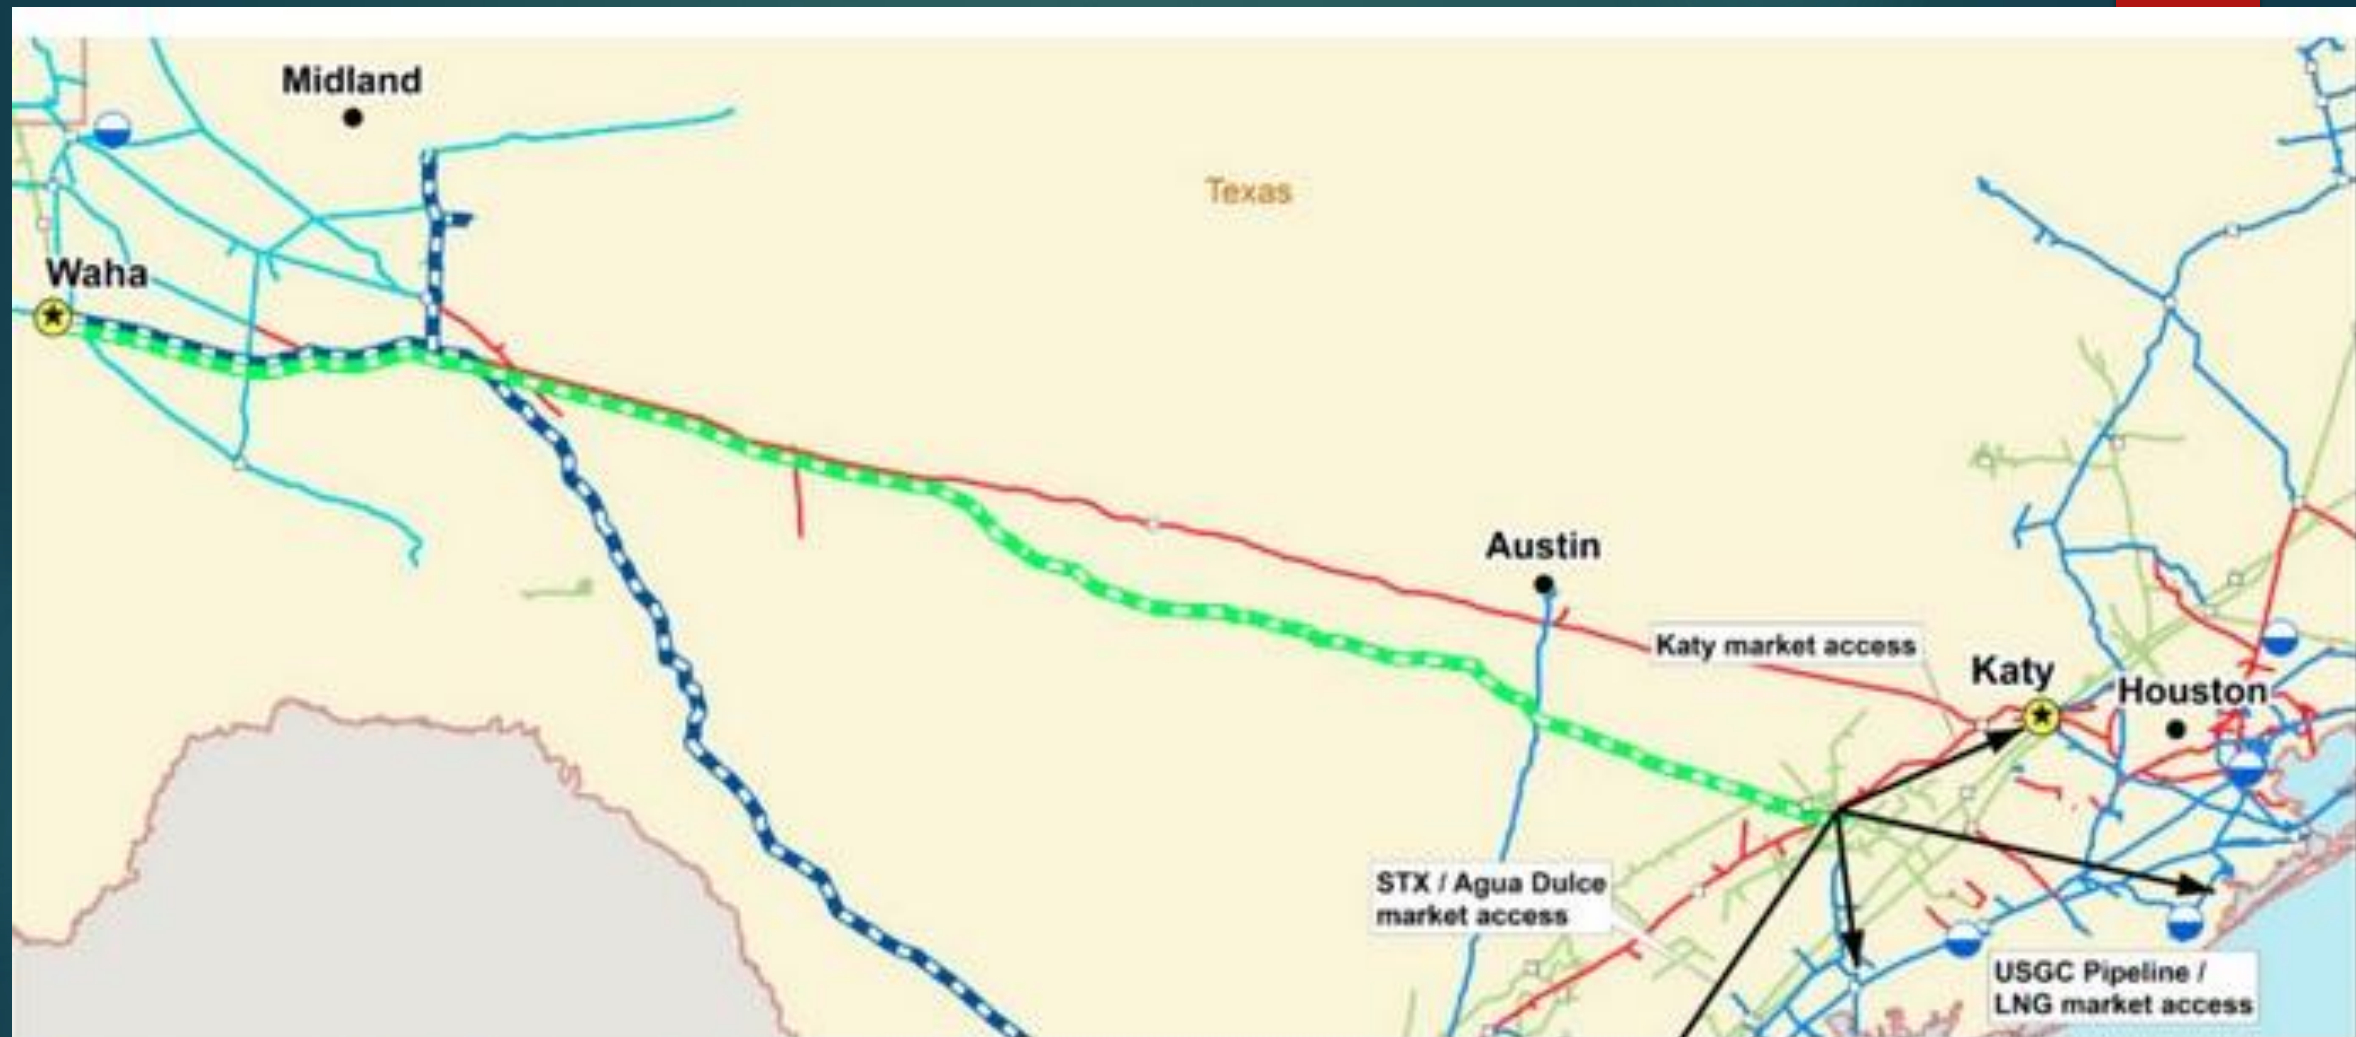 Midland
Texas
Waha
Austin
Katy market access
Katy
Houston
STX / Agua Dulce
market access
USGC Pipeline /
LNG market access